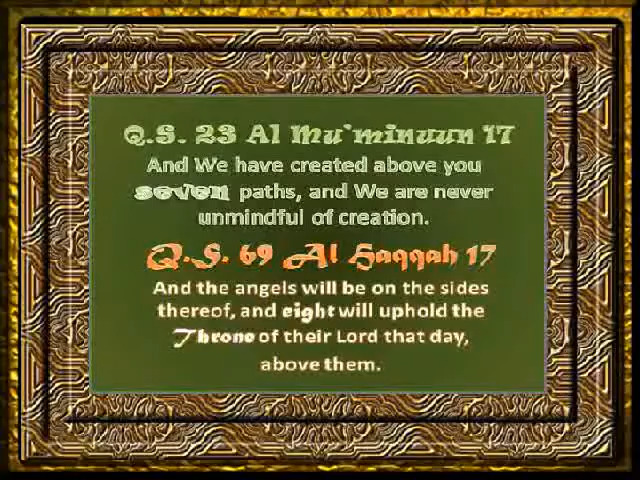 Q.S. 23 Al Mu'minuun 17
And We have created above you
seven paths, and We are never
unmindful of creation.
Q.S. 69 Al Haqqah 17
And the angels will be on the sides
thereof, and eight will uphold the
Throne of their Lord that day,
above them.